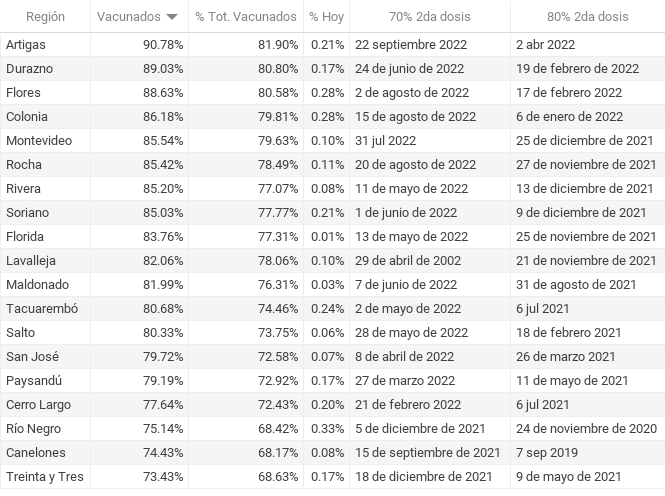 Región Vacunados % Tot. Vacunados % Hoy 70% 2da dosis 80% 2da dosis
Artigas 90.78% 81.90% 0.21% 22 septiembre 2022 2 abr 2022
Durazno 89.03% 80.80% 0.17% 24 de junio de 2022 19 de febrero de 2022
Flores 88.63% 80.58% 0.28% 2 de agosto de 2022 17 de febrero 2022
Colonia 86.18% 79.81% 0.28% 15 de agosto de 2022 6 de enero de 2022
Montevideo 85.54% 79.63% 0.10% 31 jul 2022 25 de diciembre de 2021
Rocha 85.42% 78.49% 0.11% 20 de agosto de 2022 27 de noviembre de 2021
Rivera 85.20% 77.07% 0.08% 11 de mayo de 2022 13 de diciembre de 2021
Soriano 85.03% 77.77% 0.21% 1 de junio de 2022 9 de diciembre de 2021
Florida 83.76% 77.31% 0.01% 13 de mayo de 2022 25 de noviembre de 2021
Lavalleja 82.06% 78.06% 0.10% 29 de abril de 2002 21 de noviembre de 2021
Maldonado 81.99% 76.31% 0.03% 7 de junio de 2022 31 de agosto de 2021
Tacuarembó 80.68% 74.46% 0.24% 2 de mayo de 2022 6 jul 2021
Salto 80.33% 73.75% 0.06% 28 de mayo de 2022 18 de febrero 2021
San José 79.72% 72.58% 0.07% 8 de abril de 2022 26 de marzo 2021
Paysandú 79.19% 72.92% 0.17% 27 de marzo 2022 11 de mayo de 2021
Cerro Largo 77.64% 72.43% 0.20% 21 de febrero 2022 6 jul 2021
Río Negro 75.14% 68.42% 0.33% 5 de diciembre de 2021 24 de noviembre de 2020
Canelones 74.43% 68.17% 0.08% 15 de septiembre de 2021 7 sep 2019
Treinta y Tres 73.43% 68.63% 0.17% 18 de diciembre de 2021 9 de mayo de 2021